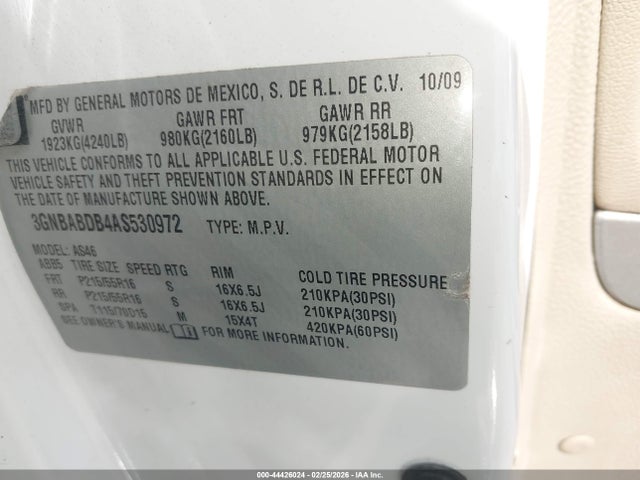 MFD BY GENERAL MOTORS DE MEXICO, S. DE R.L. DE C.V. 10/09
GVWR GAWR FRT GAWR RR
1923KG(4240LB) 980KG(2160LB) 979KG(2158LB)
THIS VEHICLE CONFORMS TO ALL APPLICABLE U.S. FEDERAL MOTOR
VEHICLE SAFETY AND THEFT PREVENTION STANDARDS IN EFFECT ON
THE DATE OF MANUFACTURE SHOWN ABOVE.
3GNBABDB4AS530972 TYPE: M.P.V.
MODEL: AS46
ABB5 TIRE SIZE SPEED RTG RIM COLD TIRE PRESSURE
FRT P215/55R16 S 16X6.5J 210KPA(30PSI)
RR P215/55R16 S 16X6.5J 210KPA(30PSI)
SPA T115/70D15 M 15X4T 420KPA(60PSI)
SEE OWNER'S MANUAL FOR MORE INFORMATION.
000-44426024 | 02/25/2026 - IAA Inc